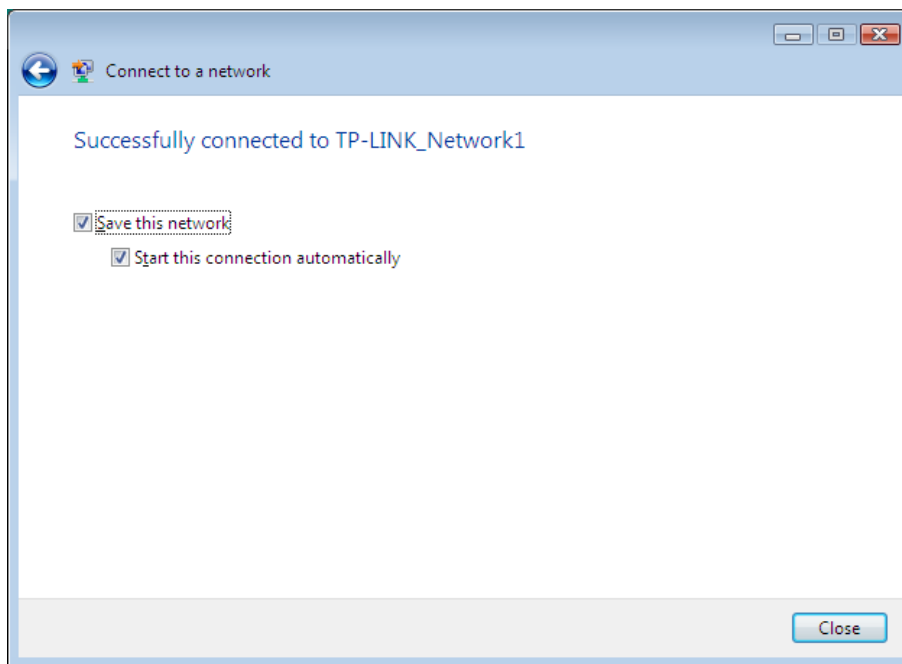 Connect to a network
Successfully connected to TP-LINK_Network1
Save this network
Start this connection automatically
Close